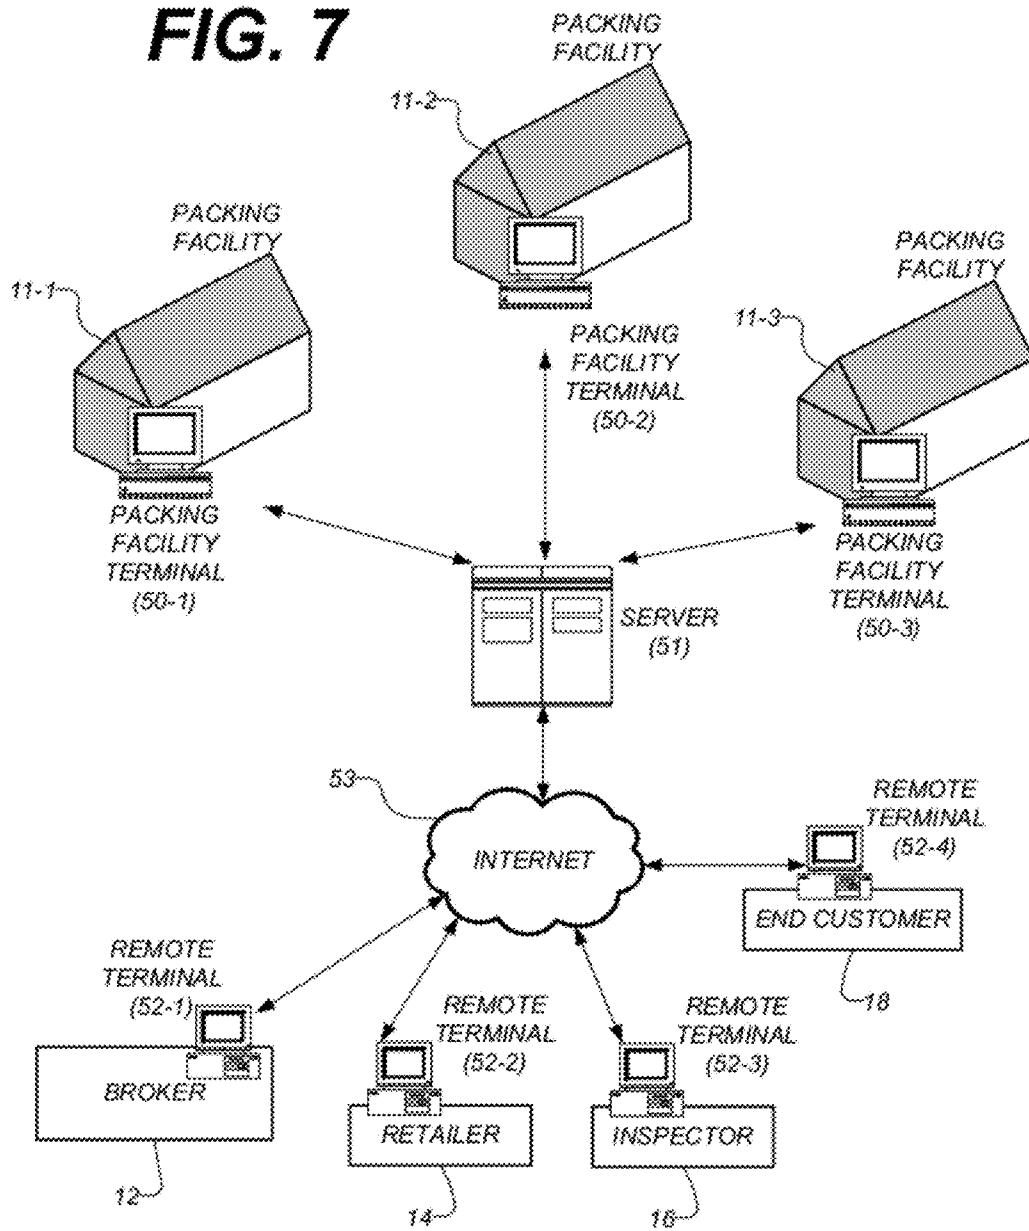 FIG. 7
PACKING
FACILITY
11-2
PACKING
FACILITY
11-1
PACKING
FACILITY
11-3
PACKING
FACILITY
TERMINAL
(50-2)
PACKING
FACILITY
TERMINAL
(50-1)
PACKING
FACILITY
TERMINAL
(50-3)
SERVER
(51)
53
INTERNET
REMOTE
TERMINAL
(52-4)
END CUSTOMER
18
REMOTE
TERMINAL
(52-1)
BROKER
12
REMOTE
TERMINAL
(52-2)
RETAILER
14
REMOTE
TERMINAL
(52-3)
INSPECTOR
16